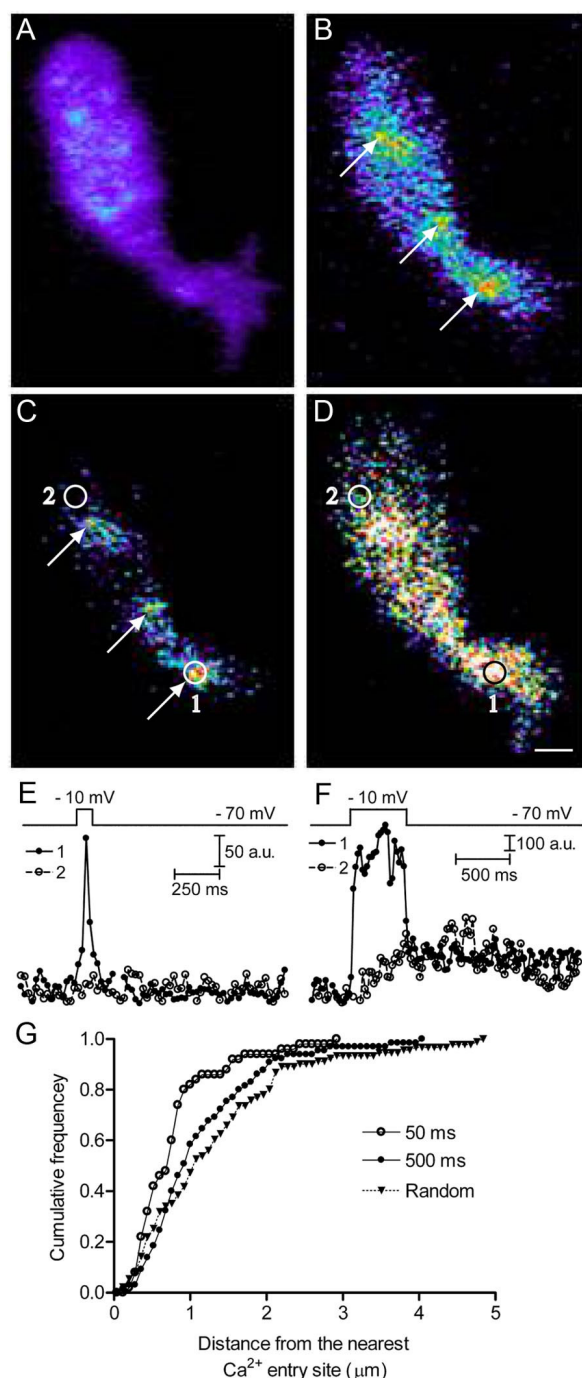 A
B
C
D
2
2
1
1
E
F
- 10 mV
- 70 mV
- 10 mV
- 70 mV
1
2
50 a.u.
250 ms
1
2
100 a.u.
500 ms
G
Cumulative frequencey
1.0
0.8
0.6
0.4
0.2
0.0
50 ms
500 ms
Random
0 1 2 3 4 5
Distance from the nearest
Ca²⁺ entry site (µm)